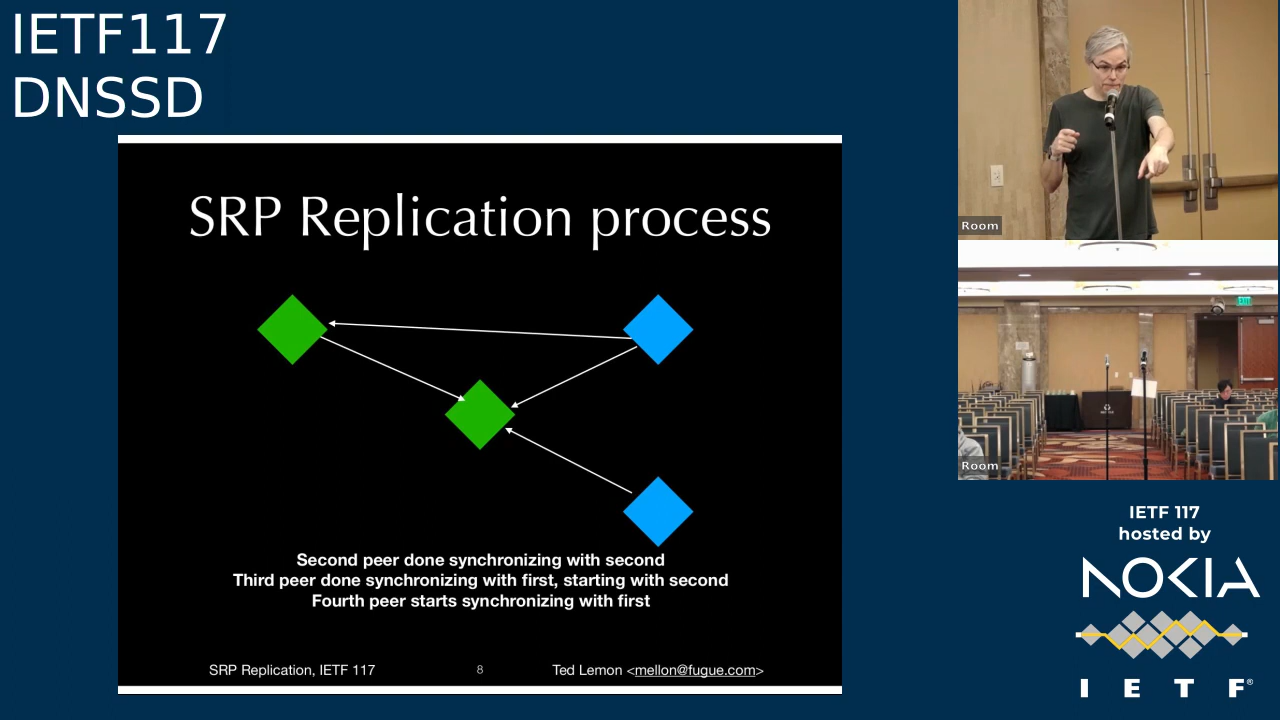 IETF117
DNSSD
SRP Replication process
Second peer done synchronizing with second
Third peer done synchronizing with first, starting with second
Fourth peer starts synchronizing with first
SRP Replication, IETF 117
8
Ted Lemon <mellon@fugue.com>
Room
Room
IETF 117
hosted by
NOKIA
I E T F®